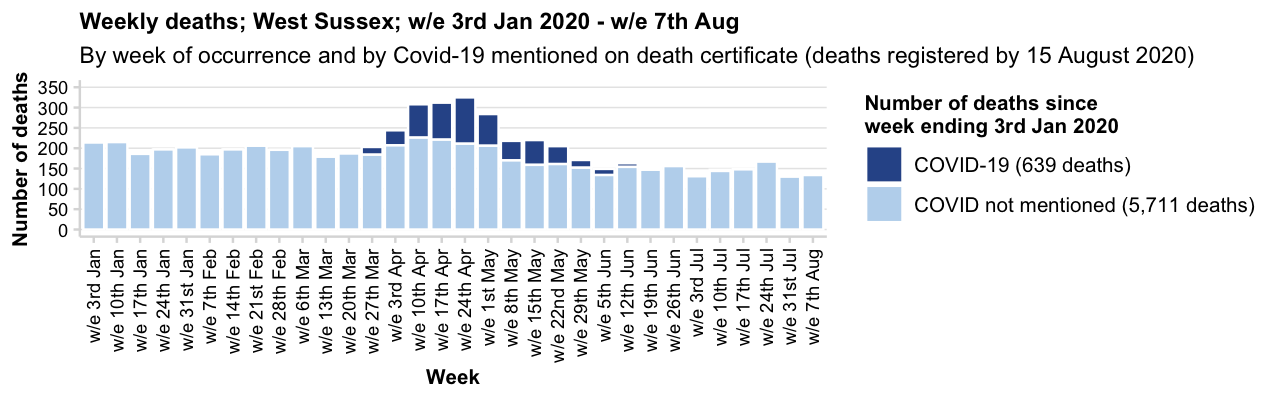 Weekly deaths; West Sussex; w/e 3rd Jan 2020 - w/e 7th Aug
By week of occurrence and by Covid-19 mentioned on death certificate (deaths registered by 15 August 2020)
Number of deaths
350
300
250
200
150
100
50
0
w/e 3rd Jan
w/e 10th Jan
w/e 17th Jan
w/e 24th Jan
w/e 31st Jan
w/e 7th Feb
w/e 14th Feb
w/e 21st Feb
w/e 28th Feb
w/e 6th Mar
w/e 13th Mar
w/e 20th Mar
w/e 27th Mar
w/e 3rd Apr
w/e 10th Apr
w/e 17th Apr
w/e 24th Apr
w/e 1st May
w/e 8th May
w/e 15th May
w/e 22nd May
w/e 29th May
w/e 5th Jun
w/e 12th Jun
w/e 19th Jun
w/e 26th Jun
w/e 3rd Jul
w/e 10th Jul
w/e 17th Jul
w/e 24th Jul
w/e 31st Jul
w/e 7th Aug
Week
Number of deaths since
week ending 3rd Jan 2020
COVID-19 (639 deaths)
COVID not mentioned (5,711 deaths)